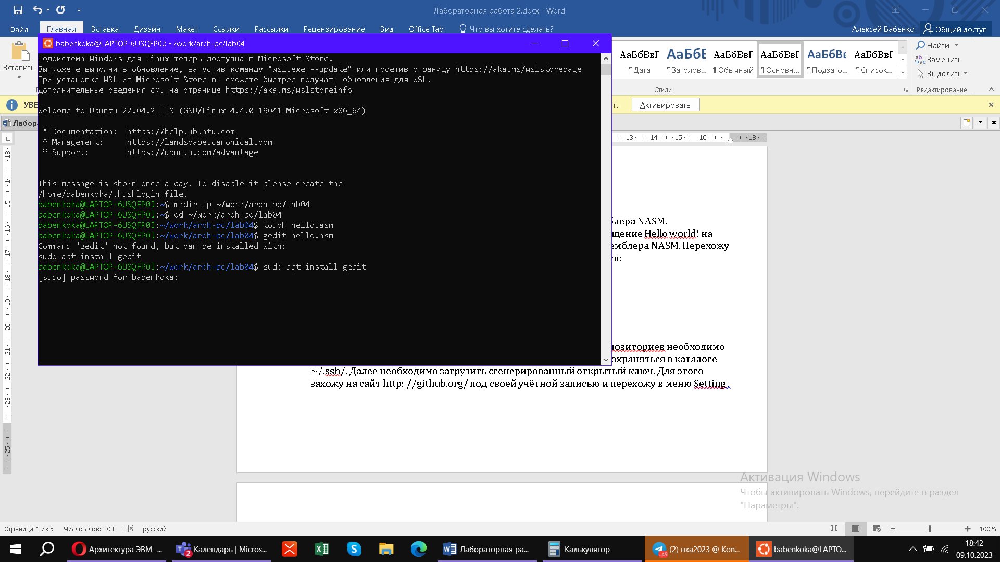 Лабораторная работа 2.docx - Word
Файл Главная Вставка Дизайн Макет Ссылки Рассылки Рецензирование Вид Office Tab Что вы хотите сделать? Алексей Бабенко Общий доступ
Вставить
АаБбВвГ АаБбЕ АаБбВвГ АаБбВвГ АаБбВв АаБбВвГ
¶ Дата ¶ Заголов... ¶ Обычный ¶ Основн... ¶ Подзаго... ¶ Список...
Стили
Найти
Заменить
Выделить
Редактирование
УВЕ
г.. Активировать
Лабор
babenkoka@LAPTOP-6USQFP0J: ~/work/arch-pc/lab04
Подсистема Windows для Linux теперь доступна в Microsoft Store.
Вы можете выполнить обновление, запустив команду "wsl.exe --update" или посетив страницу https://aka.ms/wslstorepage
При установке WSL из Microsoft Store вы сможете быстрее получать обновления для WSL.
Дополнительные сведения см. на странице https://aka.ms/wslstoreinfo
Welcome to Ubuntu 22.04.2 LTS (GNU/Linux 4.4.0-19041-Microsoft x86_64)
* Documentation:  https://help.ubuntu.com
* Management:     https://landscape.canonical.com
* Support:        https://ubuntu.com/advantage
This message is shown once a day. To disable it please create the
/home/babenkoka/.hushlogin file.
babenkoka@LAPTOP-6USQFP0J:~$ mkdir -p ~/work/arch-pc/lab04
babenkoka@LAPTOP-6USQFP0J:~$ cd ~/work/arch-pc/lab04
babenkoka@LAPTOP-6USQFP0J:~/work/arch-pc/lab04$ touch hello.asm
babenkoka@LAPTOP-6USQFP0J:~/work/arch-pc/lab04$ gedit hello.asm
Command 'gedit' not found, but can be installed with:
sudo apt install gedit
babenkoka@LAPTOP-6USQFP0J:~/work/arch-pc/lab04$ sudo apt install gedit
[sudo] password for babenkoka:
13 14 15 16 18
13 14 15 16 17 18 19 20 21 22 23 25
блера NASM.
щение Hello world! на
емблера NASM. Перехожу
m:
позиториев необходимо
охраняться в каталоге
~/.ssh/. Далее необходимо загрузить сгенерированный открытый ключ. Для этого
захожу на сайт http: //github.org/ под своей учётной записью и перехожу в меню Setting.
Активация Windows
Чтобы активировать Windows, перейдите в раздел
"Параметры".
Страница 1 из 5 Число слов: 303 русский 100%
Архитектура ЭВМ -... Календарь | Micros... Лабораторная ра... Калькулятор (2) нка2023 @ Kon... babenkoka@LAPTO...
2
.49
18:42
09.10.2023